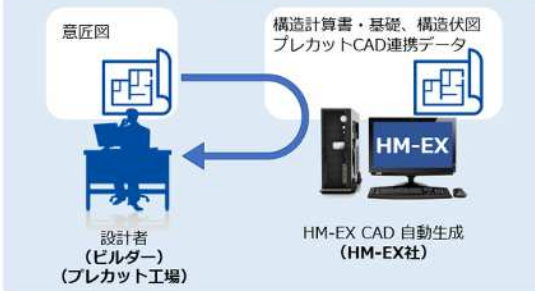 意匠図
構造計算書・基礎、構造伏図
プレカットCAD連携データ
HM-EX
設計者
（ビルダー）
（プレカット工場）
HM-EX CAD 自動生成
（HM-EX社）